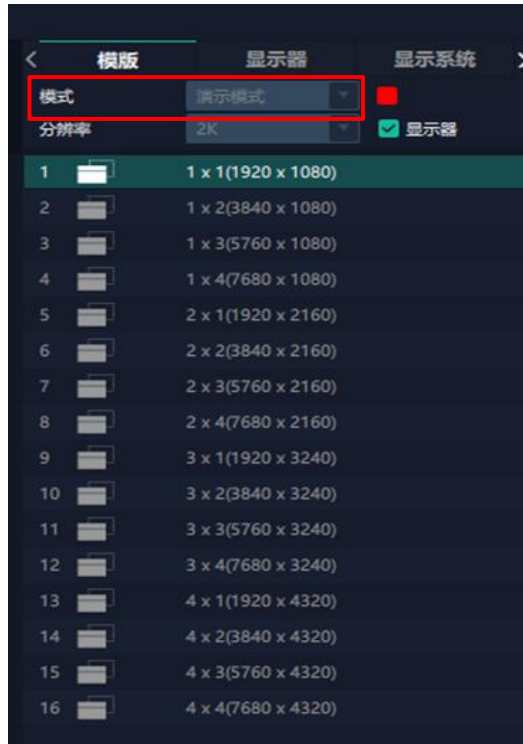 模版 显示器 显示系统
模式 演示模式
分辨率 2K 显示器
1 1 x 1(1920 x 1080)
2 1 x 2(3840 x 1080)
3 1 x 3(5760 x 1080)
4 1 x 4(7680 x 1080)
5 2 x 1(1920 x 2160)
6 2 x 2(3840 x 2160)
7 2 x 3(5760 x 2160)
8 2 x 4(7680 x 2160)
9 3 x 1(1920 x 3240)
10 3 x 2(3840 x 3240)
11 3 x 3(5760 x 3240)
12 3 x 4(7680 x 3240)
13 4 x 1(1920 x 4320)
14 4 x 2(3840 x 4320)
15 4 x 3(5760 x 4320)
16 4 x 4(7680 x 4320)